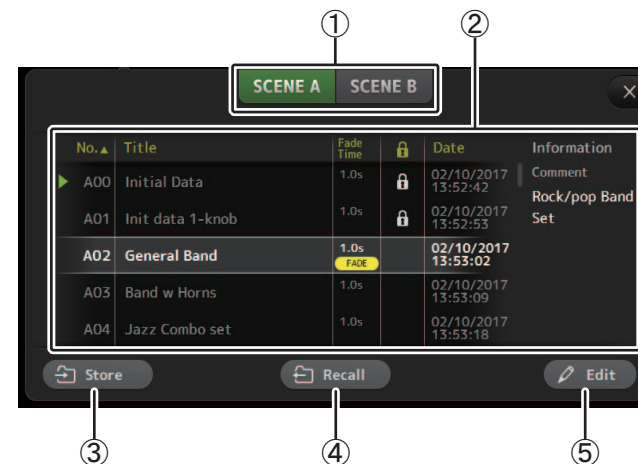 ① ②
SCENE A SCENE B ×
No.▲ Title Fade Time Date Information
A00 Initial Data 1.0s 02/10/2017 13:52:42 Comment
A01 Init data 1-knob 1.0s 02/10/2017 13:52:53 Rock/pop Band Set
A02 General Band 1.0s FADE 02/10/2017 13:53:02
A03 Band w Horns 1.0s 02/10/2017 13:53:09
A04 Jazz Combo set 1.0s 02/10/2017 13:53:18
Store Recall Edit
③ ④ ⑤